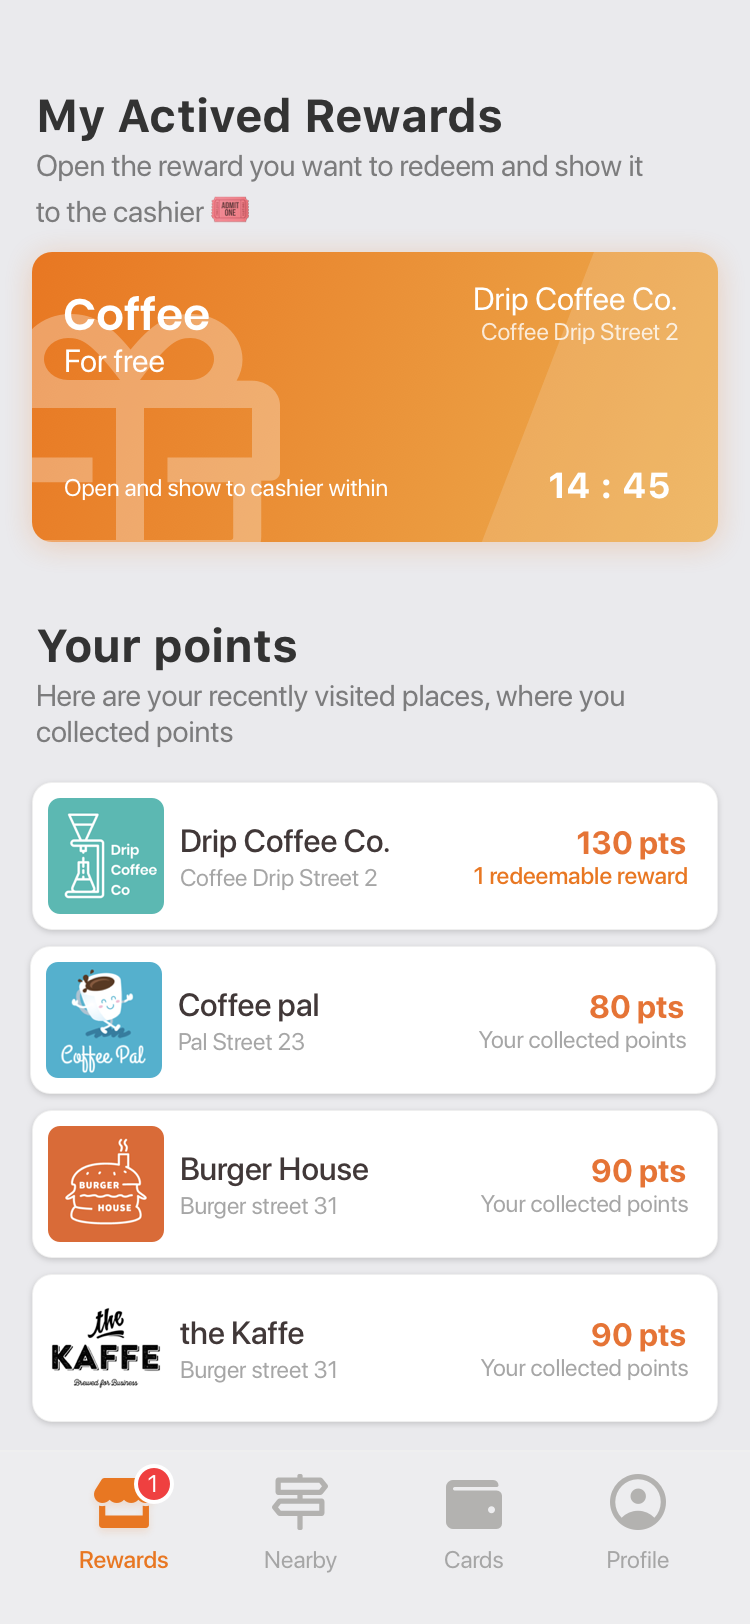 My Actived Rewards
Open the reward you want to redeem and show it
to the cashier
ADMIT
ONE
Coffee
Drip Coffee Co.
For free
Coffee Drip Street 2
Open and show to cashier within
14 : 45
Your points
Here are your recently visited places, where you
collected points
Drip
Coffee
Co
Drip Coffee Co.
Coffee Drip Street 2
130 pts
1 redeemable reward
Coffee Pal
Coffee pal
Pal Street 23
80 pts
Your collected points
BURGER
HOUSE
Burger House
Burger street 31
90 pts
Your collected points
the
KAFFE
Brewed for Business
the Kaffe
Burger street 31
90 pts
Your collected points
1
Rewards
Nearby
Cards
Profile